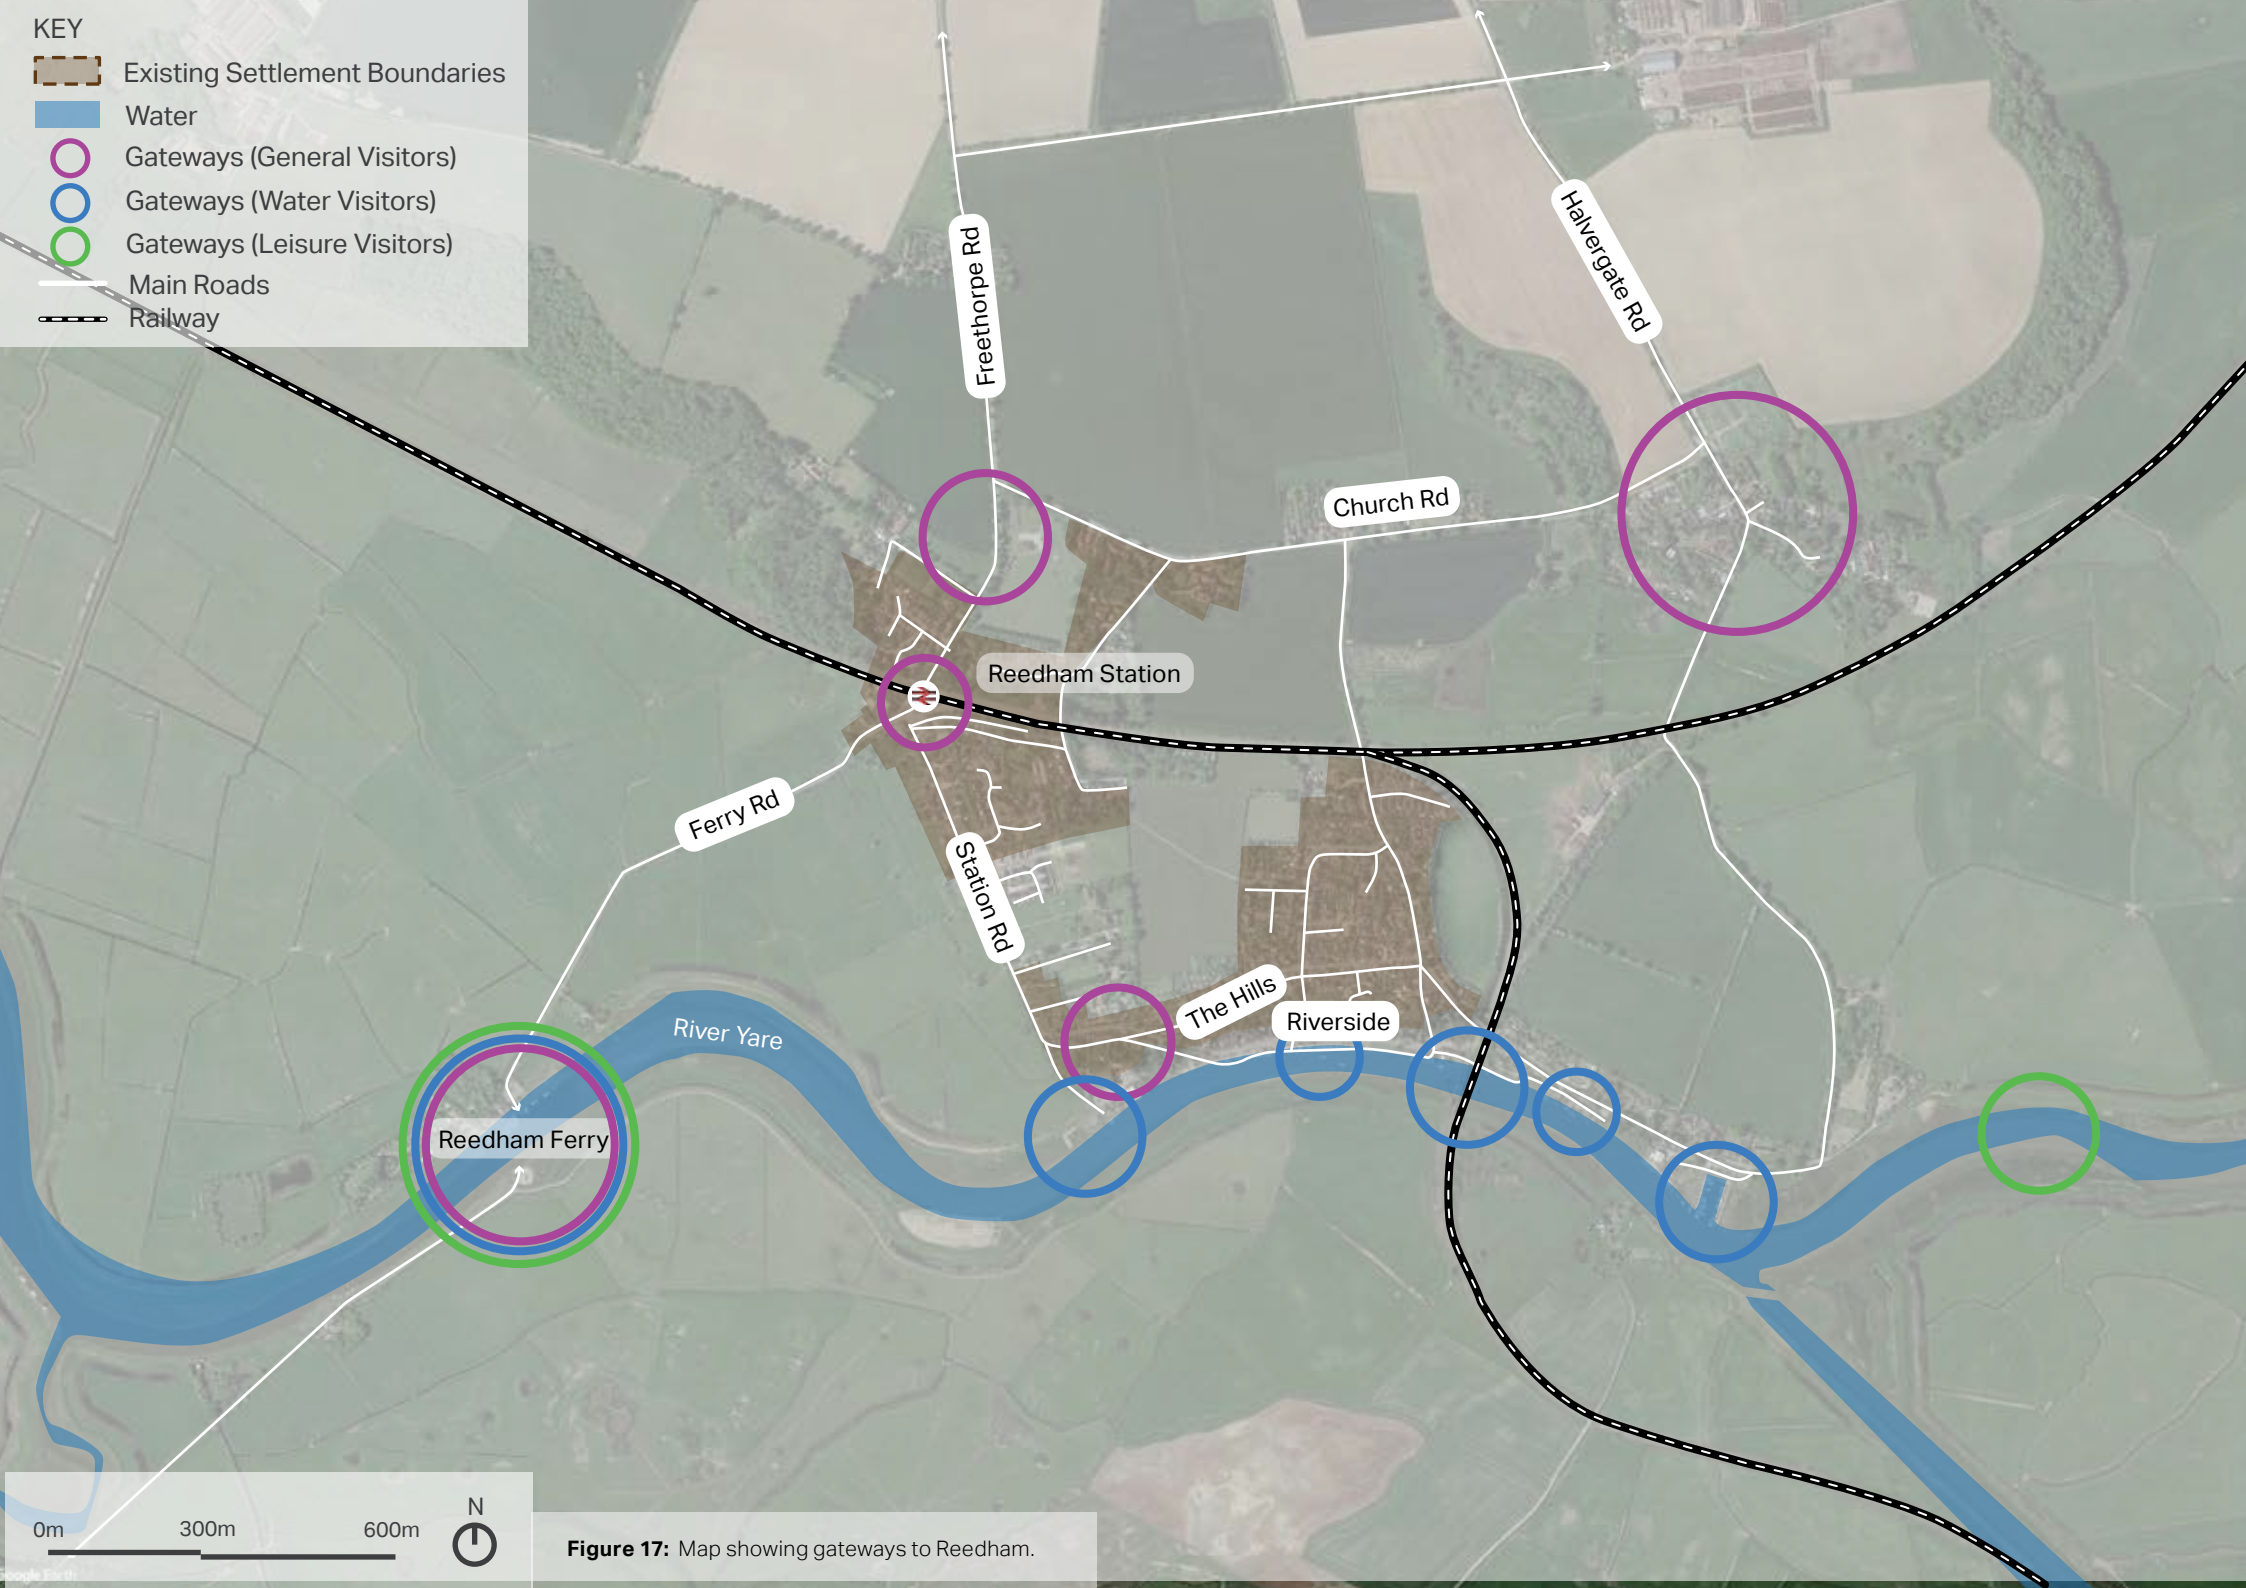 KEY
Existing Settlement Boundaries
Water
Gateways (General Visitors)
Gateways (Water Visitors)
Gateways (Leisure Visitors)
Main Roads
Railway
Freethorpe Rd
Halvergate Rd
Church Rd
Reedham Station
Ferry Rd
Station Rd
The Hills
Riverside
River Yare
Reedham Ferry
0m
300m
600m
N
Figure 17: Map showing gateways to Reedham.
Google Earth